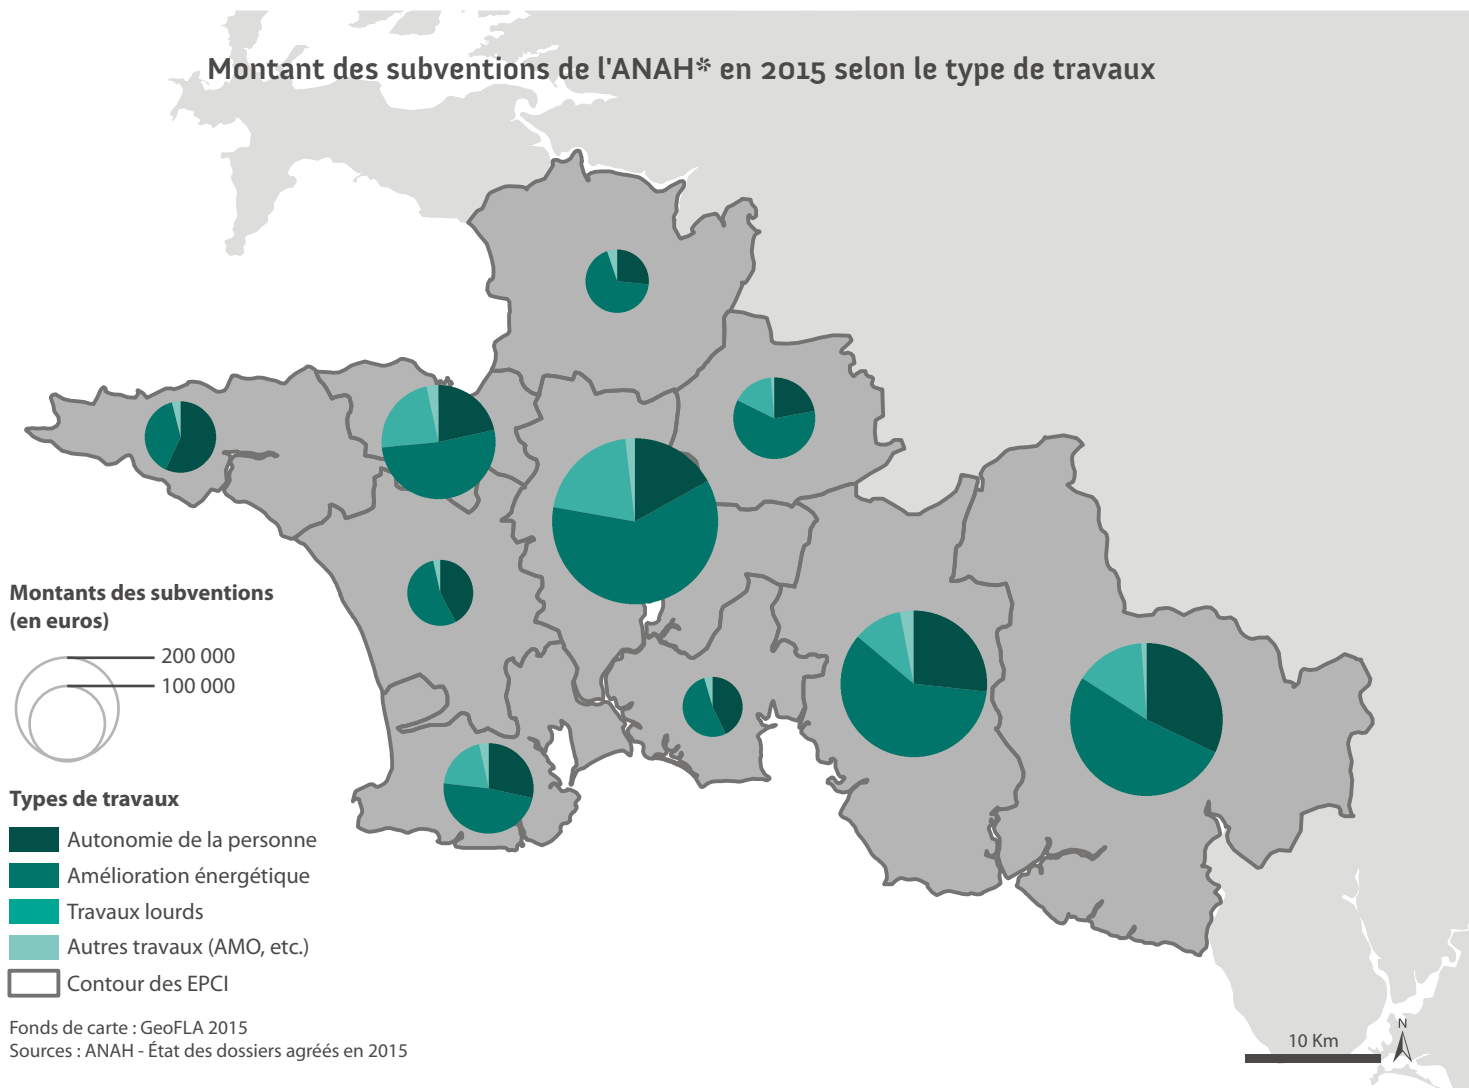 Montant des subventions de l'ANAH* en 2015 selon le type de travaux
Montants des subventions
(en euros)
200 000
100 000
Types de travaux
Autonomie de la personne
Amélioration énergétique
Travaux lourds
Autres travaux (AMO, etc.)
Contour des EPCI
Fonds de carte : GeoFLA 2015
Sources : ANAH - État des dossiers agréés en 2015
10 Km
N